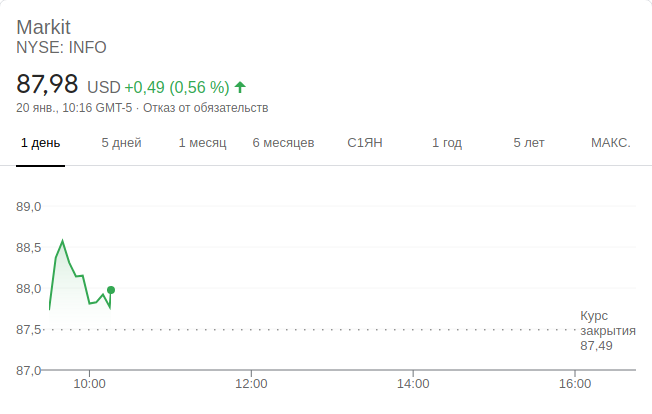 Markit
NYSE: INFO
87,98 USD +0,49 (0,56 %)
20 янв., 10:16 GMT-5 · Отказ от обязательств
1 день 5 дней 1 месяц 6 месяцев С1ЯН 1 год 5 лет МАКС.
89,0
88,5
88,0
87,5
87,0
Курс
закрытия
87,49
10:00 12:00 14:00 16:00